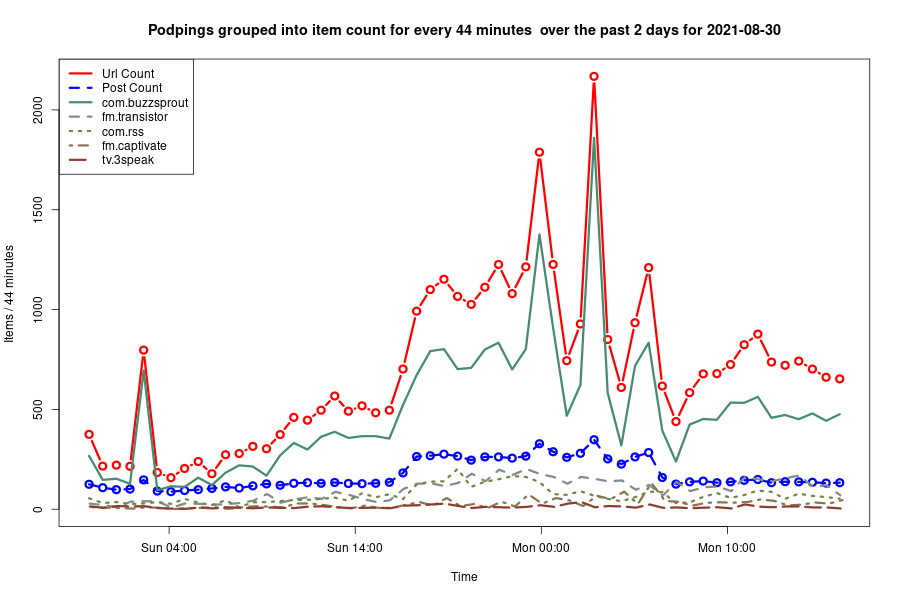 Podpings grouped into item count for every 44 minutes  over the past 2 days for 2021-08-30
Url Count
Post Count
com.buzzsprout
fm.transistor
com.rss
fm.captivate
tv.3speak
Items / 44 minutes
2000
1500
1000
500
0
Sun 04:00
Sun 14:00
Mon 00:00
Mon 10:00
Time